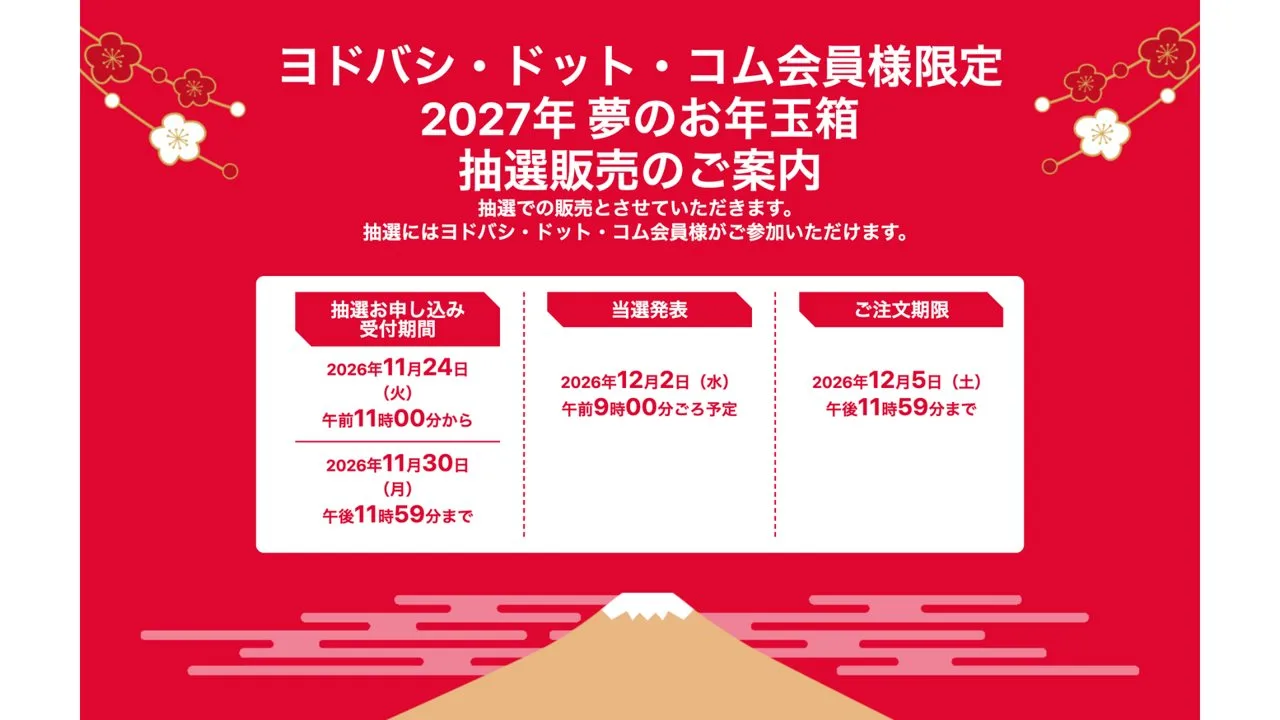 ヨドバシ・ドット・コム会員様限定
2027年 夢のお年玉箱
抽選販売のご案内
抽選での販売とさせていただきます。
抽選にはヨドバシ・ドット・コム会員様がご参加いただけます。
抽選お申し込み
受付期間
2026年11月24日
（火）
午前11時00分から
2026年11月30日
（月）
午後11時59分まで
当選発表
2026年12月2日（水）
午前9時00分ごろ予定
ご注文期限
2026年12月5日（土）
午後11時59分まで